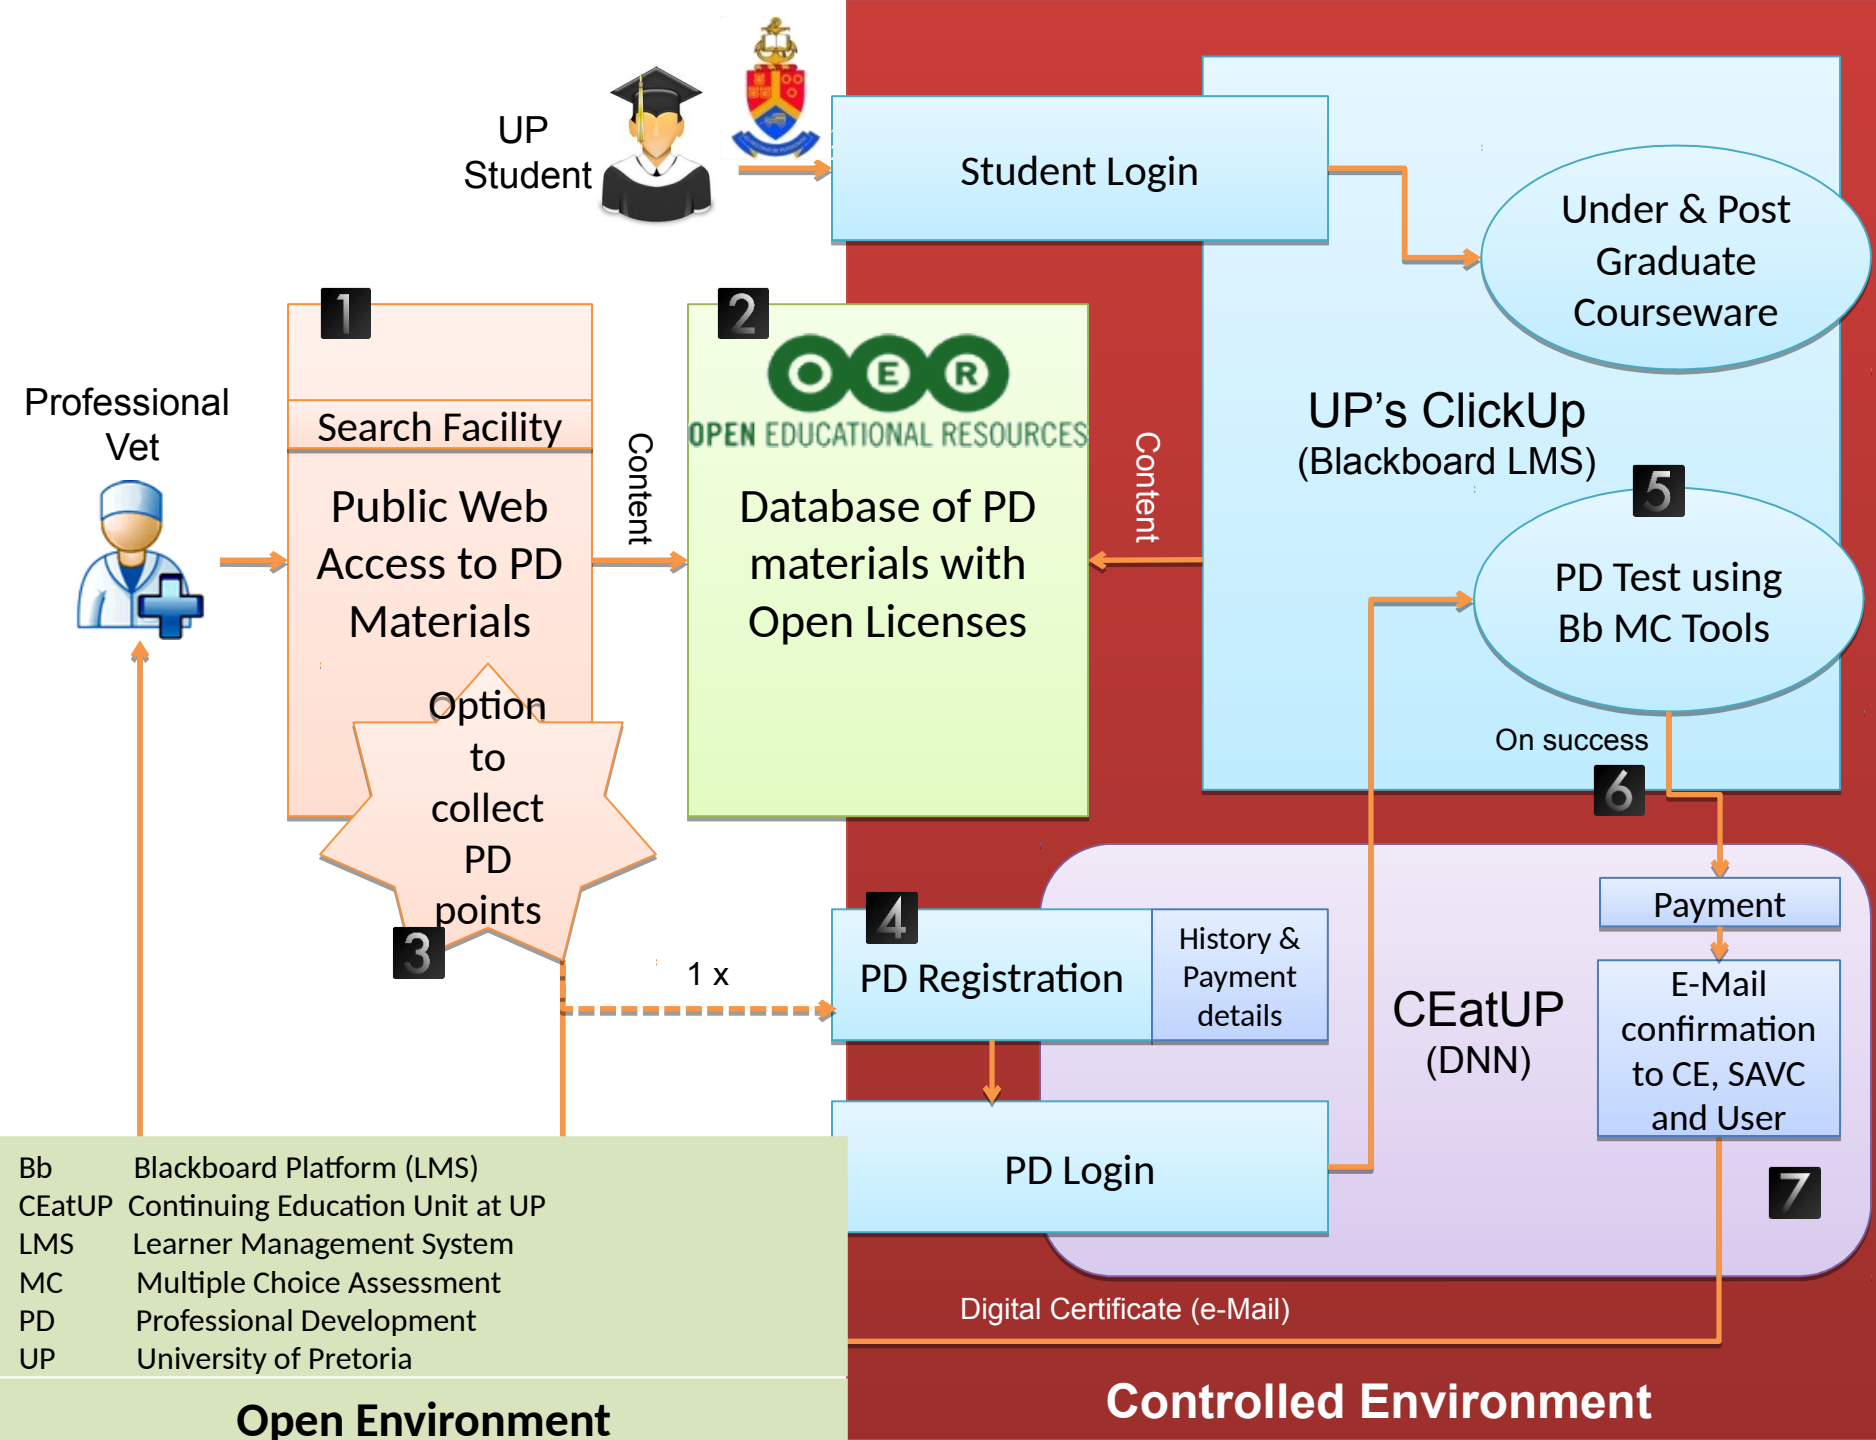 UP
Student
Student Login
Under & Post
Graduate
Courseware
1
2
OER
OPEN EDUCATIONAL RESOURCES
Professional
Vet
Search Facility
Public Web
Access to PD
Materials
Content
Database of PD
materials with
Open Licenses
Content
UP’s ClickUp
(Blackboard LMS)
5
PD Test using
Bb MC Tools
On success
6
Option
to
collect
PD
points
3
1 x
4
PD Registration
History &
Payment
details
CEatUP
(DNN)
Payment
E-Mail
confirmation
to CE, SAVC
and User
PD Login
7
Bb Blackboard Platform (LMS)
CEatUP Continuing Education Unit at UP
LMS Learner Management System
MC Multiple Choice Assessment
PD Professional Development
UP University of Pretoria
Digital Certificate (e-Mail)
Open Environment
Controlled Environment